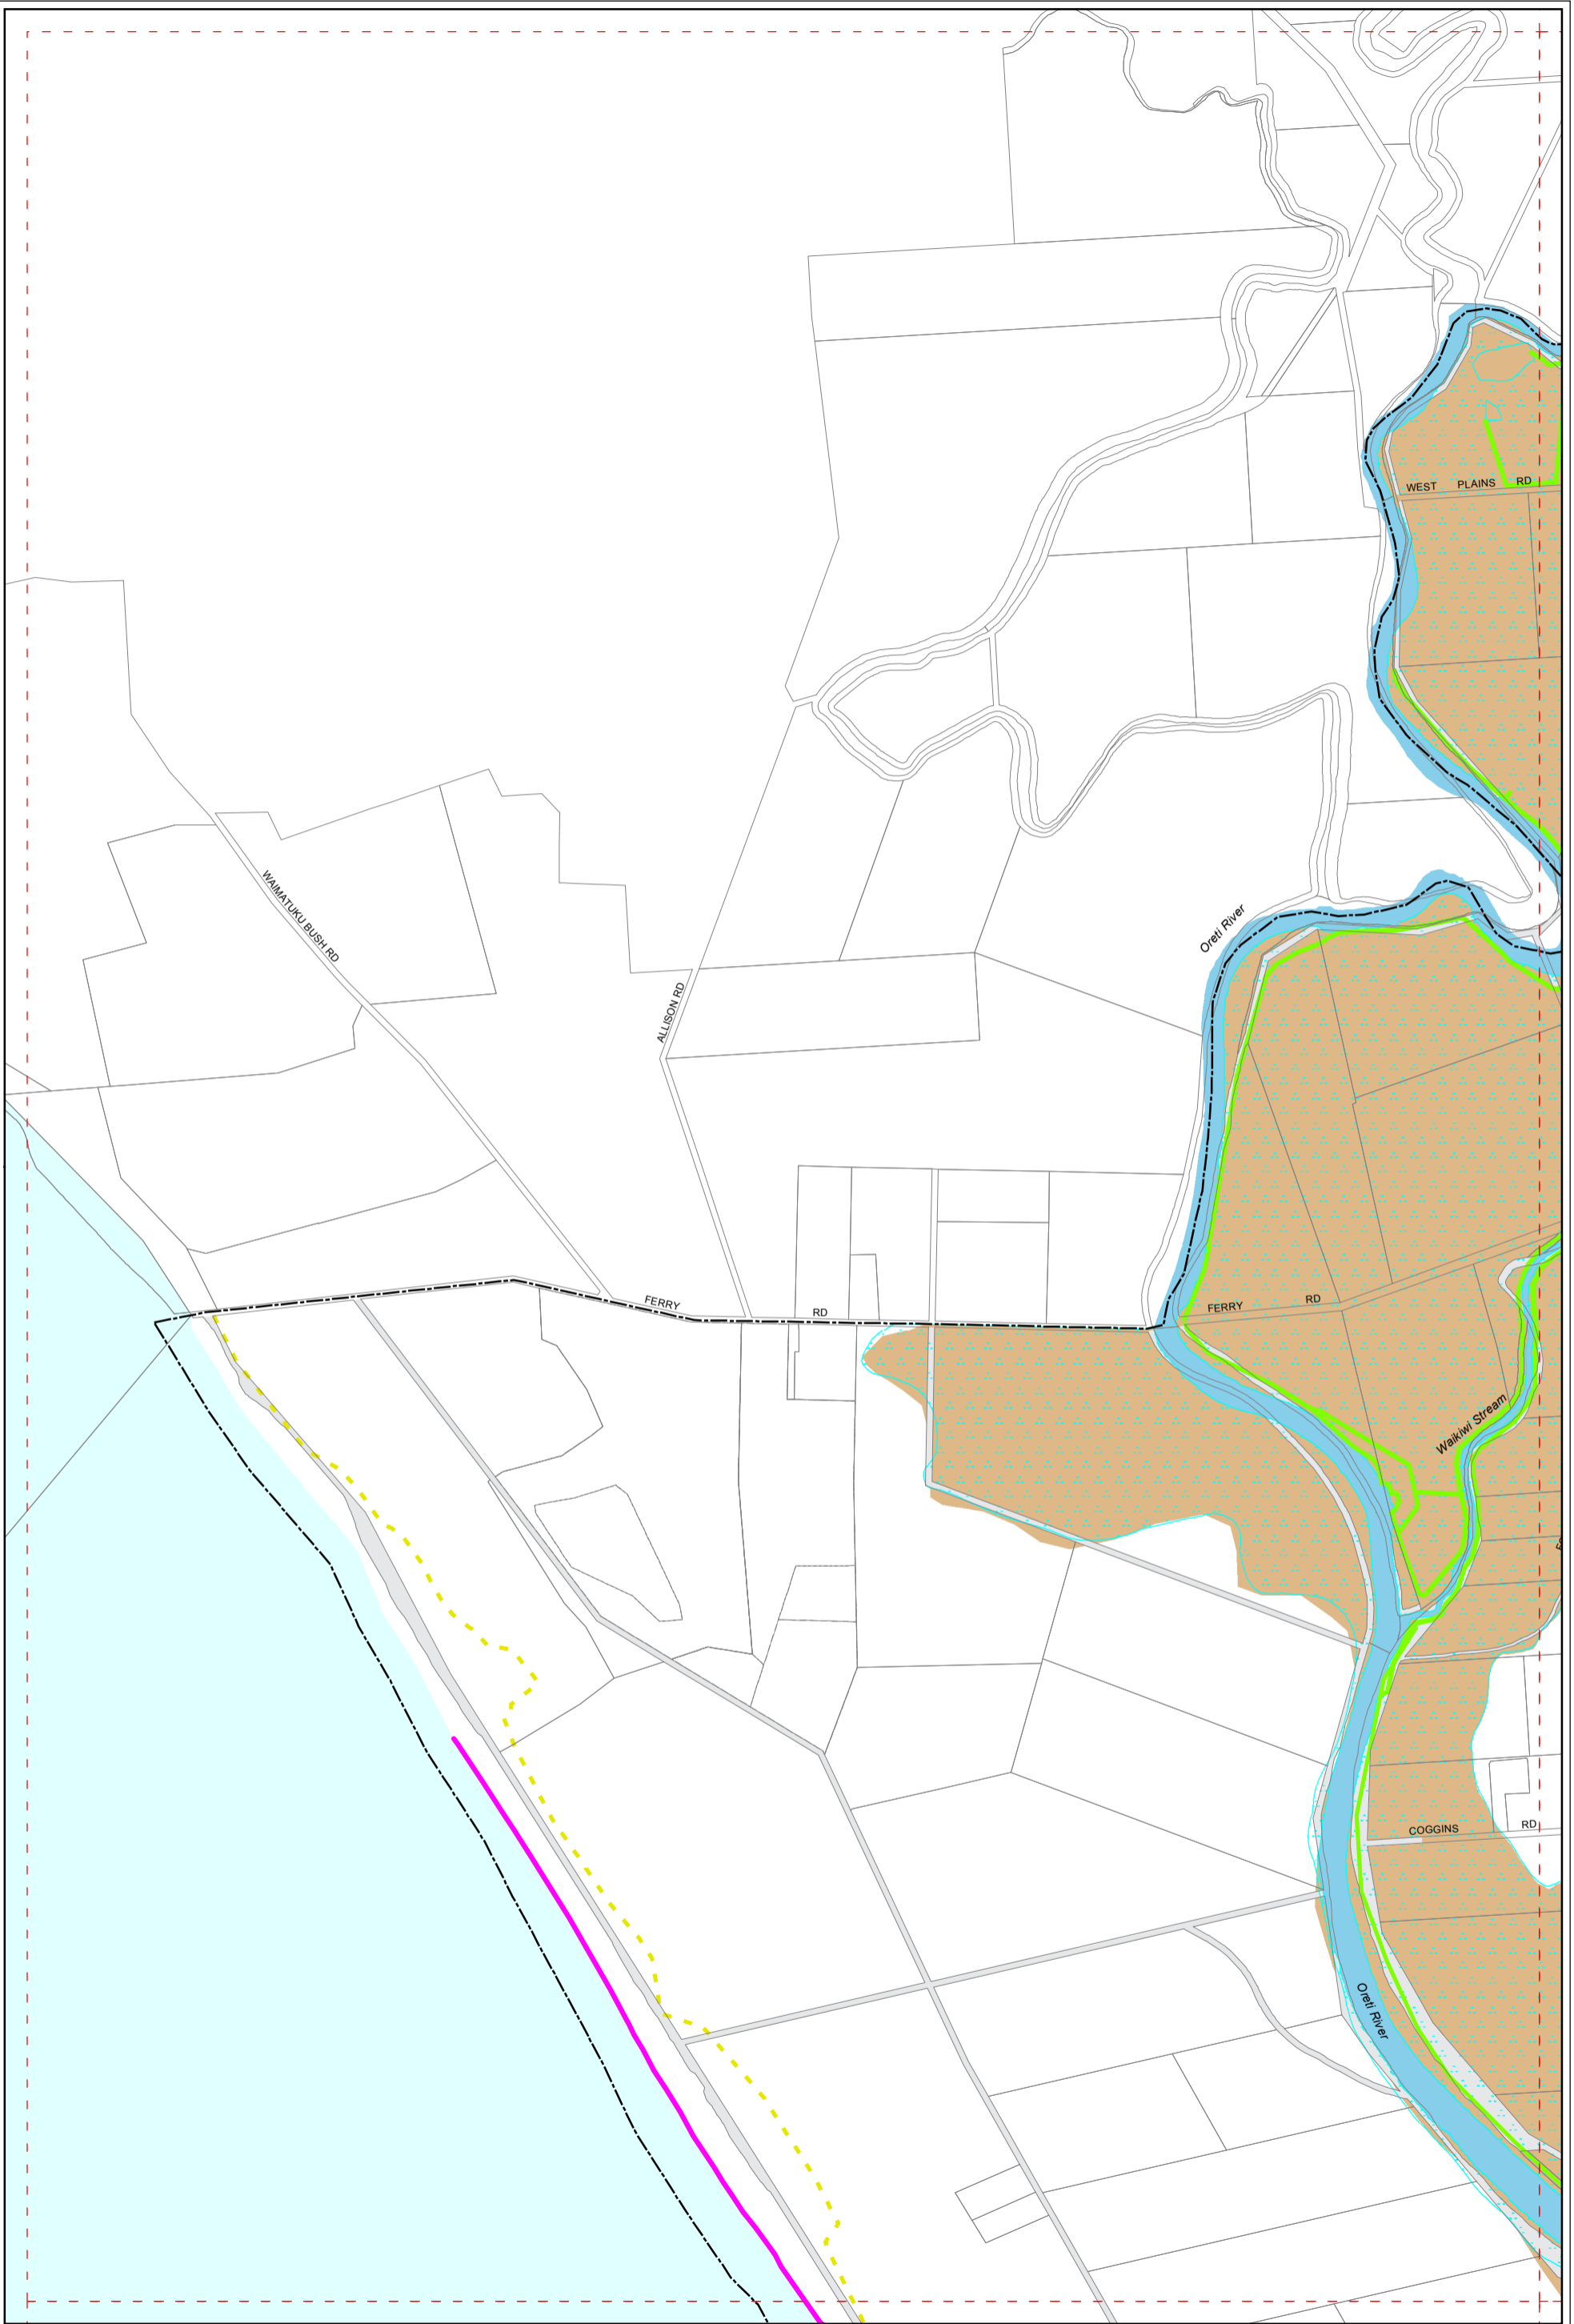 WEST PLAINS RD
WAIMATUKU BUSH RD
Oreti River
ALLISON RD
FERRY RD
FERRY RD
Waikiwi Stream
COGGINS RD
Oreti River